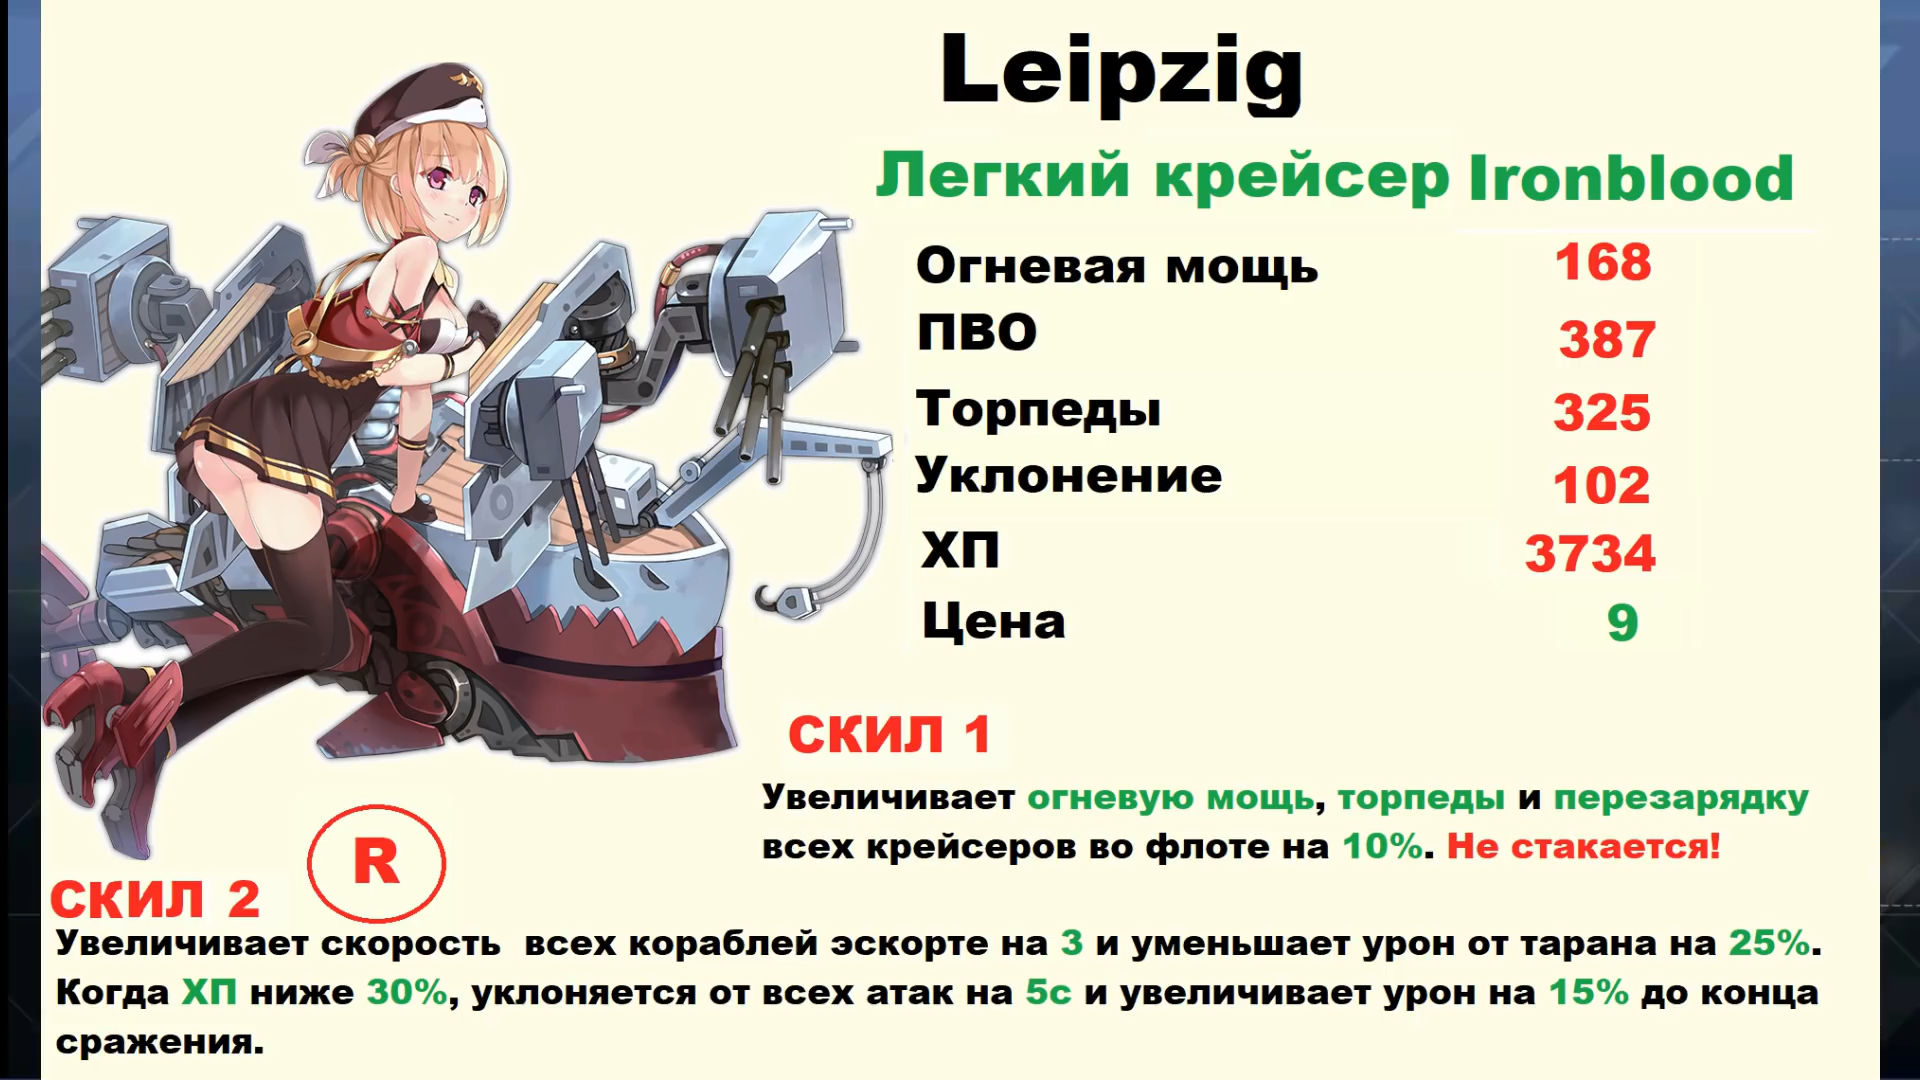 Leipzig
Легкий крейсер Ironblood
Огневая мощь 168
ПВО 387
Торпеды 325
Уклонение 102
ХП 3734
Цена 9
СКИЛ 1
Увеличивает огневую мощь, торпеды и перезарядку
всех крейсеров во флоте на 10%. Не стакается!
R
СКИЛ 2
Увеличивает скорость всех кораблей эскорте на 3 и уменьшает урон от тарана на 25%.
Когда ХП ниже 30%, уклоняется от всех атак на 5с и увеличивает урон на 15% до конца
сражения.